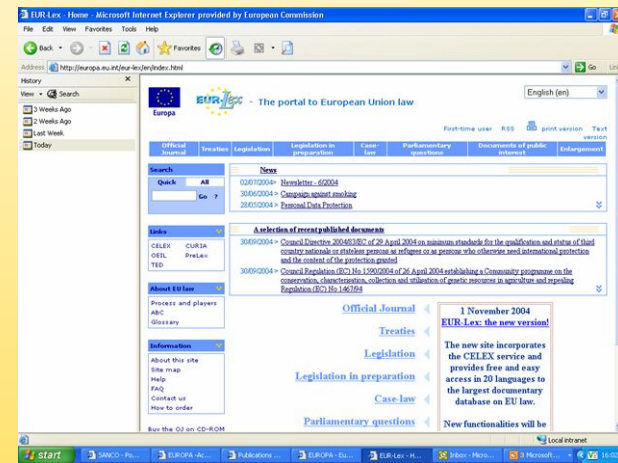 EUR-Lex - Home - Microsoft Internet Explorer provided by European Commission
File Edit View Favorites Tools Help
Back Favorites
Address http://europa.eu.int/eur-lex/en/index.html Go
History
View Search
3 Weeks Ago
2 Weeks Ago
Last Week
Today
Europa
EUR-Lex - The portal to European Union law
English (en)
First-time user RSS print version Text version
Official Journal Treaties Legislation Legislation in preparation Case-law Parliamentary questions Documents of public interest Enlargement
Search
Quick All
Go ?
News
02/07/2004> Newsletter - 6/2004
30/06/2004 > Campaign against smoking
28/05/2004 > Personal Data Protection
Links
CELEX CURIA
OEIL PreLex
TED
A selection of recent published documents
30/09/2004 > Council Directive 2004/83/EC of 29 April 2004 on minimum standards for the qualification and status of third
country nationals or stateless persons as refugees or as persons who otherwise need international protection
and the content of the protection granted
30/09/2004 > Council Regulation (EC) No 1590/2004 of 26 April 2004 establishing a Community programme on the
conservation, characterisation, collection and utilisation of genetic resources in agriculture and repealing
Regulation (EC) No 1467/94
About EU law
Process and players
ABC
Glossary
Information
About this site
Site map
Help
FAQ
Contact us
How to order
Buy the OJ on CD-ROM
Official Journal
Treaties
Legislation
Legislation in preparation
Case-law
Parliamentary questions
1 November 2004
EUR-Lex: the new version!
The new site incorporates
the CELEX service and
provides free and easy
access in 20 languages to
the largest documentary
database on EU law.
New functionalities will be
Local intranet
start SANCO - Po... EUROPA -Ac... Publications ... EUROPA - Eu... EUR-Lex - H... Inbox - Micro... 3 Microsoft... 16:02